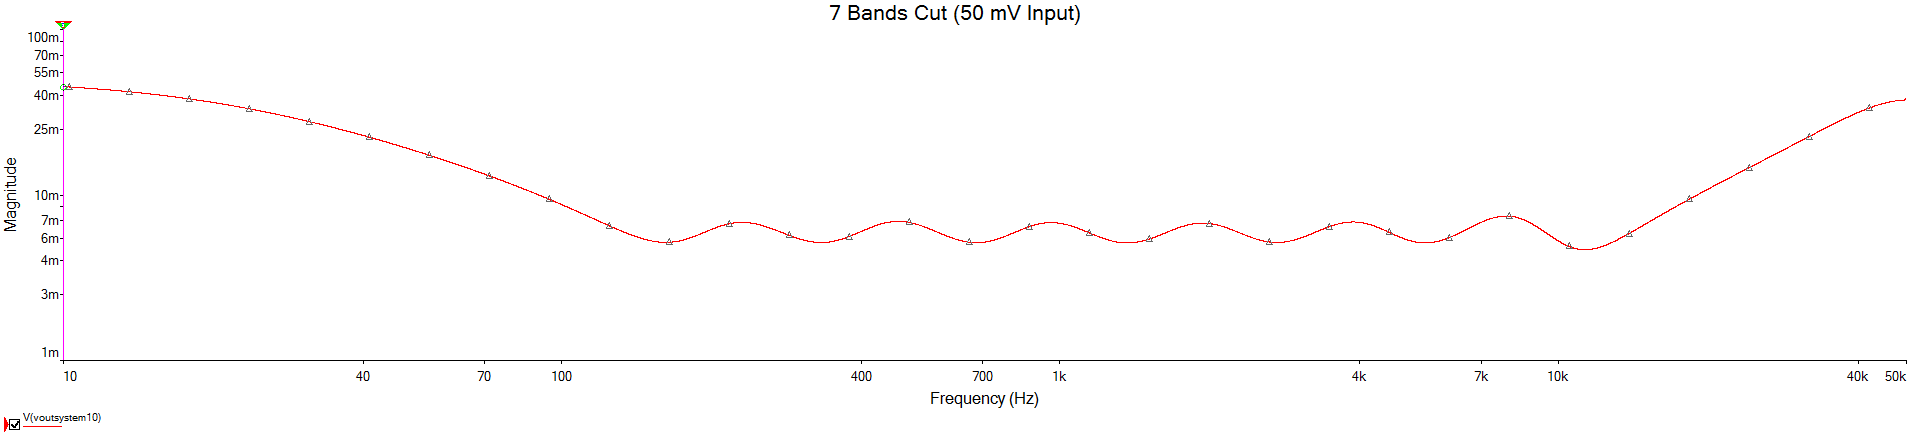 7 Bands Cut (50 mV Input)
100m
70m
55m
40m
25m
10m
7m
6m
4m
3m
1m
Magnitude
10 40 70 100 400 700 1k 4k 7k 10k 40k 50k
Frequency (Hz)
V(voutsystem10)